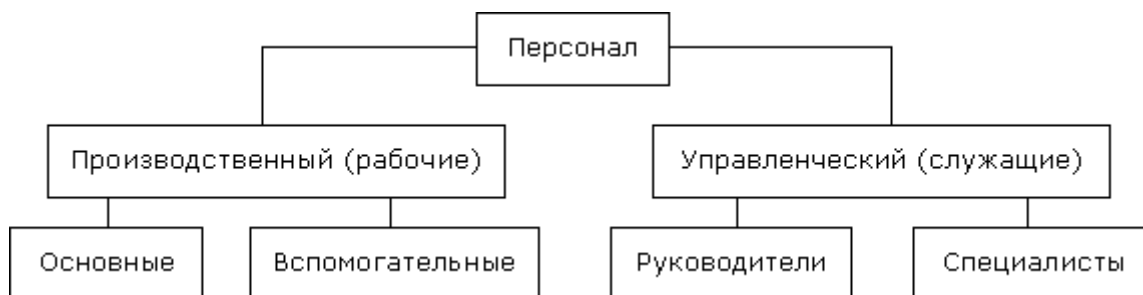 Персонал
Производственный (рабочие)
Управленческий (служащие)
Основные
Вспомогательные
Руководители
Специалисты